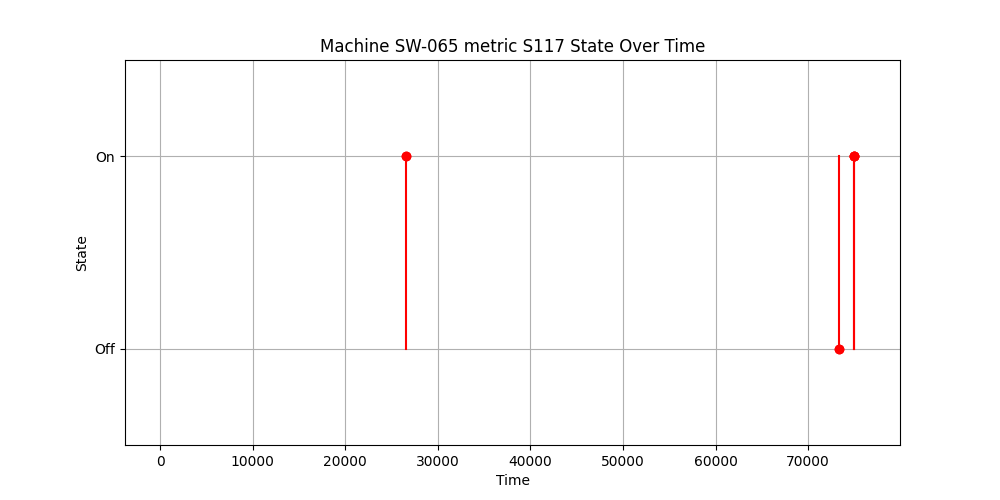 Machine SW-065 metric S117 State Over Time
On
State
Off
0 10000 20000 30000 40000 50000 60000 70000
Time